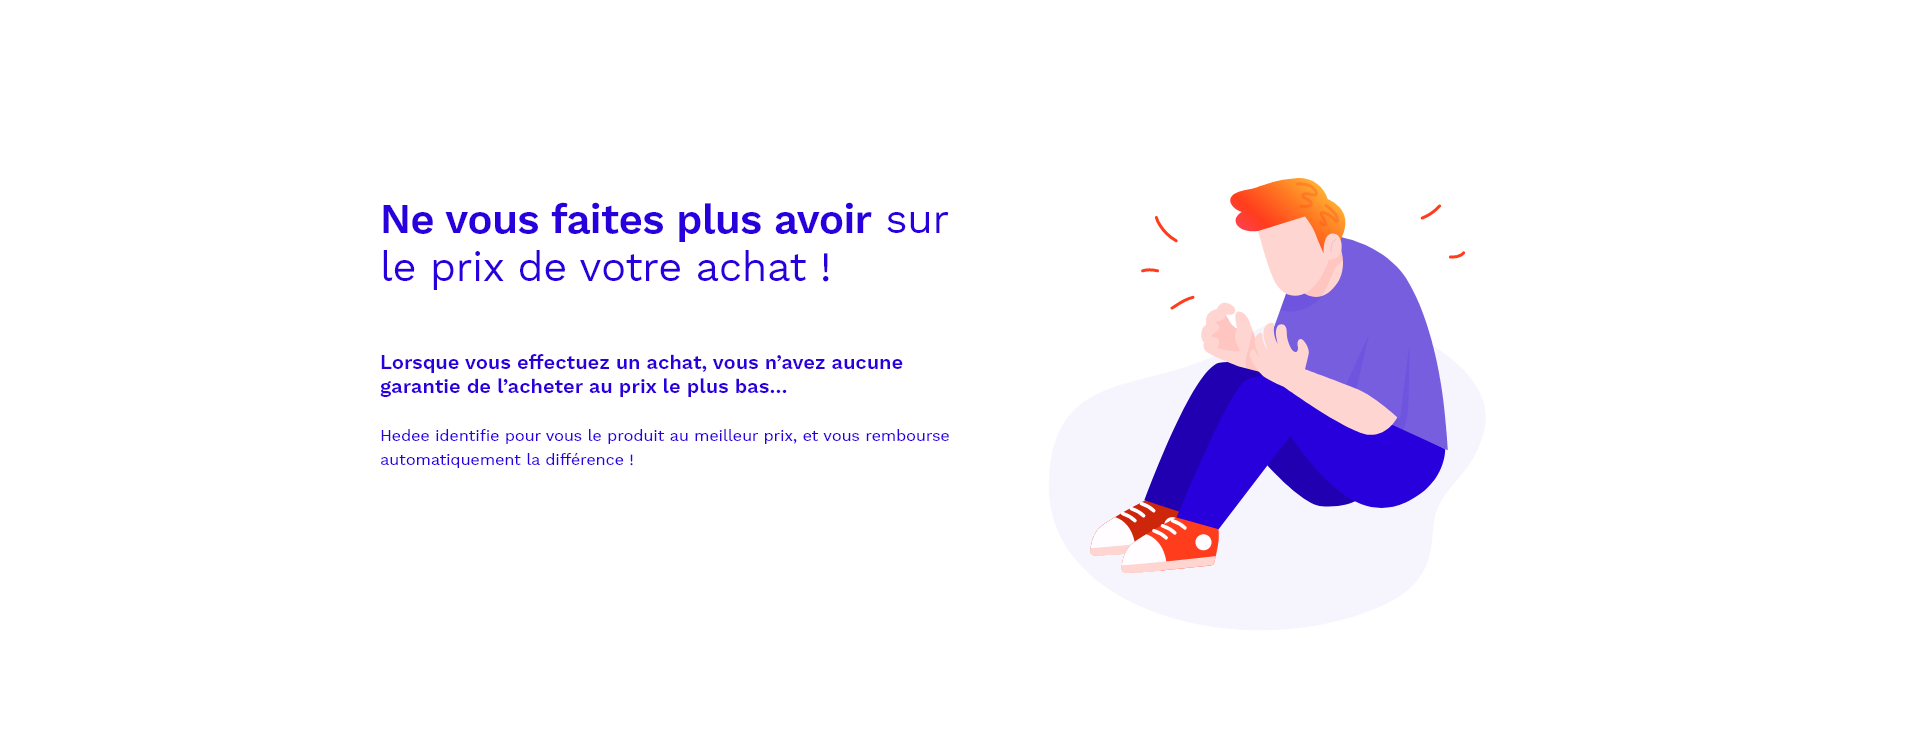 Ne vous faites plus avoir sur
le prix de votre achat !
Lorsque vous effectuez un achat, vous n’avez aucune
garantie de l’acheter au prix le plus bas...
Hedee identifie pour vous le produit au meilleur prix, et vous rembourse
automatiquement la différence !